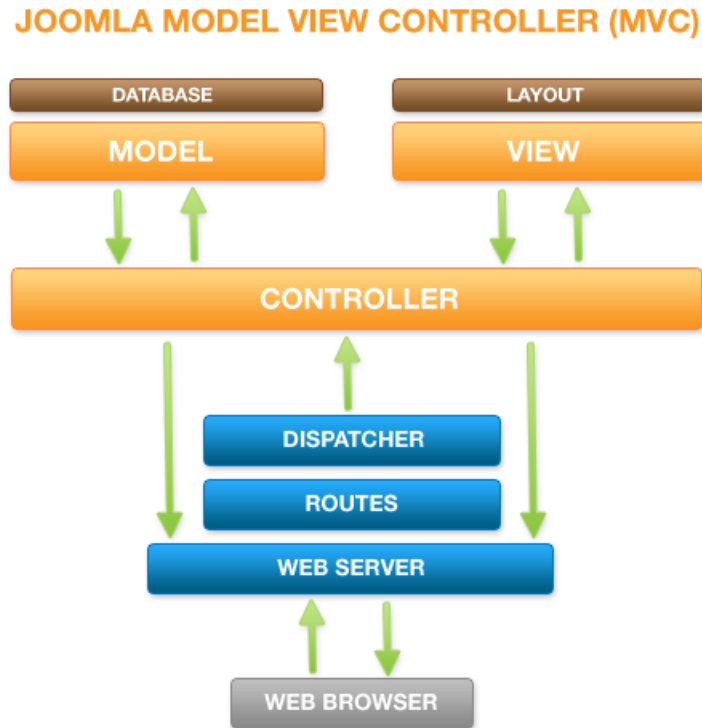 JOOMLA MODEL VIEW CONTROLLER (MVC)
DATABASE
LAYOUT
MODEL
VIEW
CONTROLLER
DISPATCHER
ROUTES
WEB SERVER
WEB BROWSER